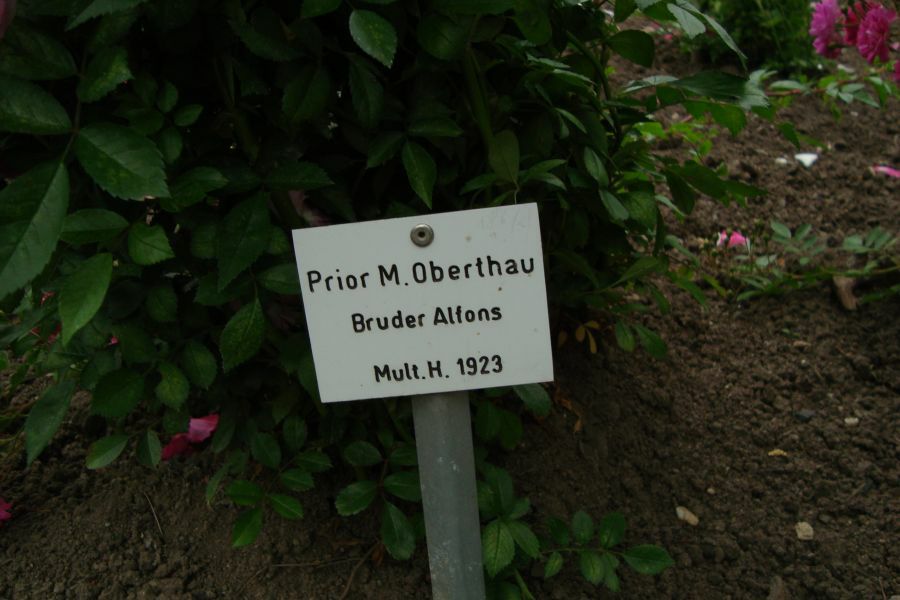 Prior M. Oberthau
Bruder Alfons
Mult. H. 1923